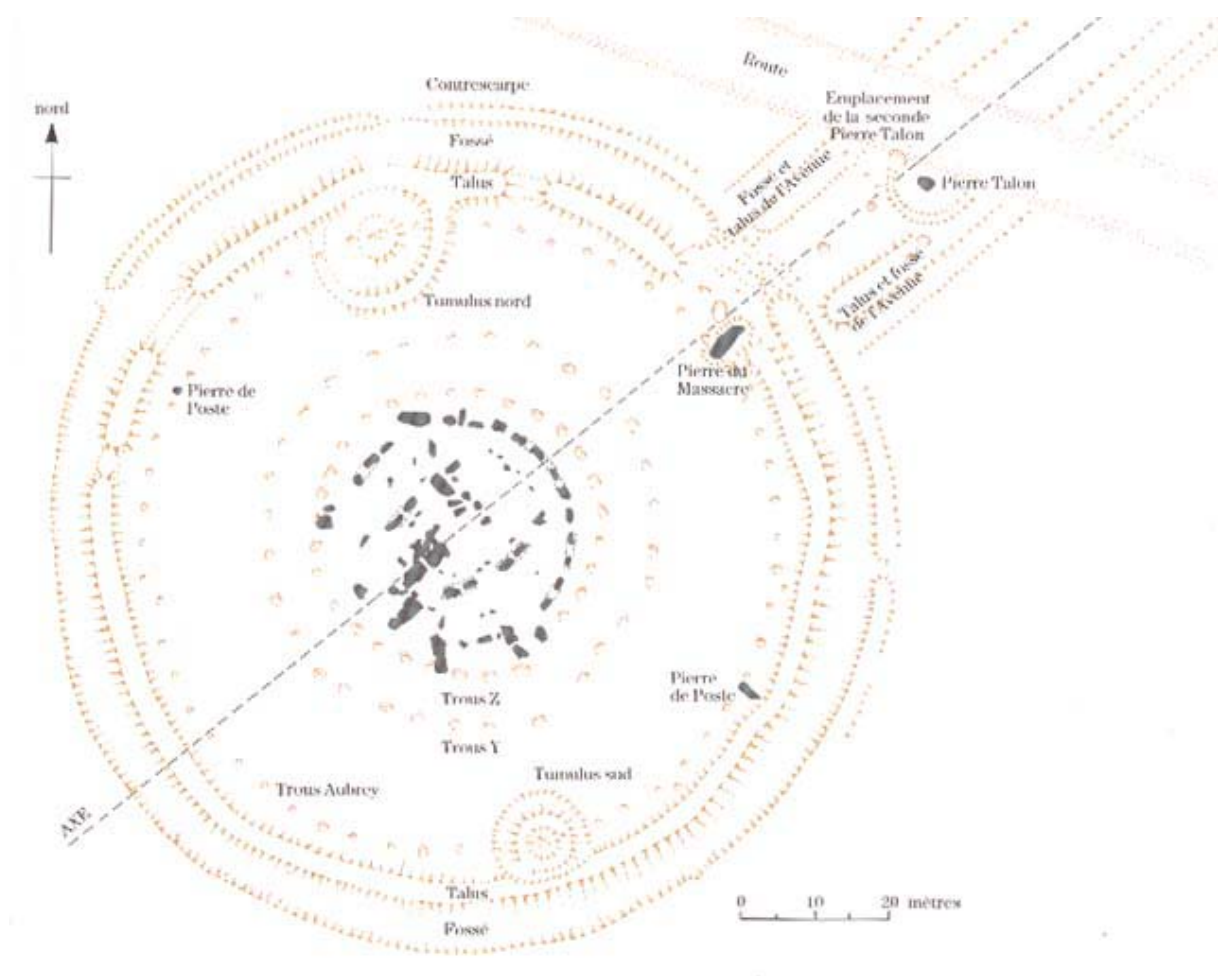 Route
Contrescarpe
nord
Emplacement
de la seconde
Pierre Talon
Fossé
Fossé et
talus de l'Avenue
Talus
Pierre Talon
Talus et fossé
de l'Avenue
Tumulus nord
Pierre du
Massacre
Pierre de
Poste
Pierre
de Poste
Trous Z
Trous Y
Tumulus sud
Trous Aubrey
AXE
Talus
0 10 20 mètres
Fossé